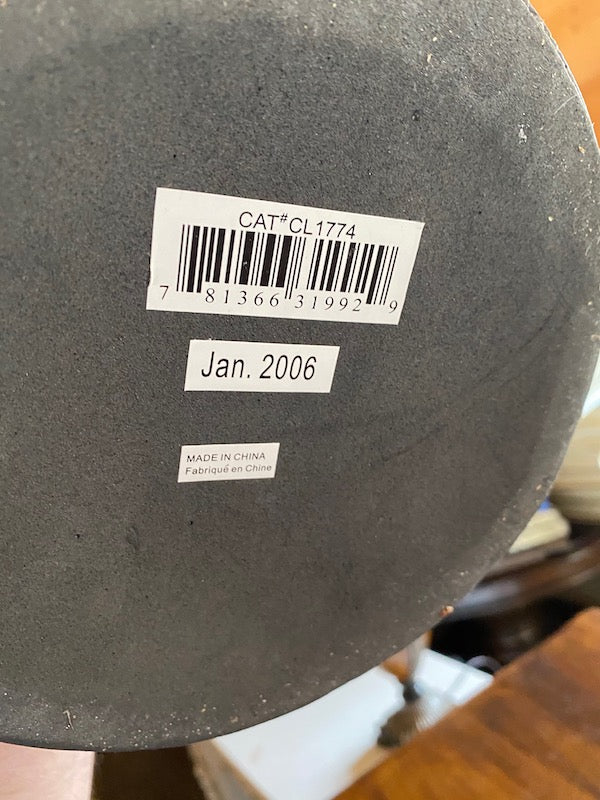 CAT#CL1774
7 81366 31992 9
Jan. 2006
MADE IN CHINA
Fabriqué en Chine